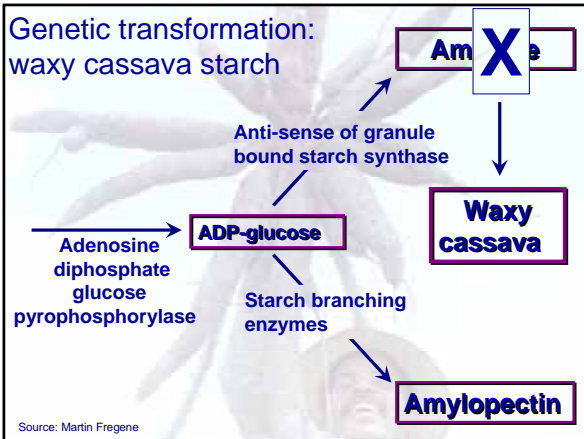 Genetic transformation:
waxy cassava starch
X
Anti-sense of granule
bound starch synthase
Waxy
cassava
ADP-glucose
Adenosine
diphosphate
glucose
pyrophosphorylase
Starch branching
enzymes
Amylopectin
Source: Martin Fregene